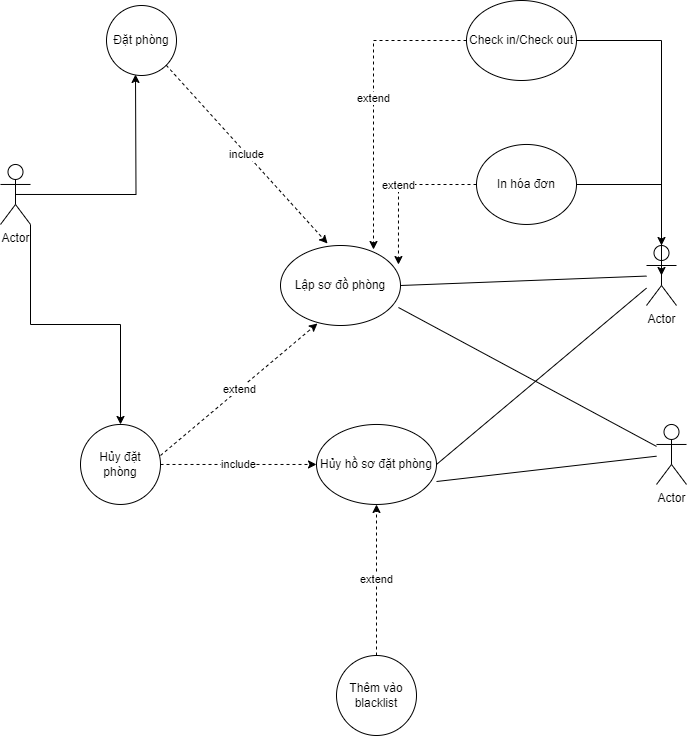 Đặt phòng
Check in/Check out
extend
include
extend
In hóa đơn
Actor
Lập sơ đồ phòng
Actor
extend
Hủy đặt
phòng
include
Hủy hồ sơ đặt phòng
Actor
extend
Thêm vào
blacklist